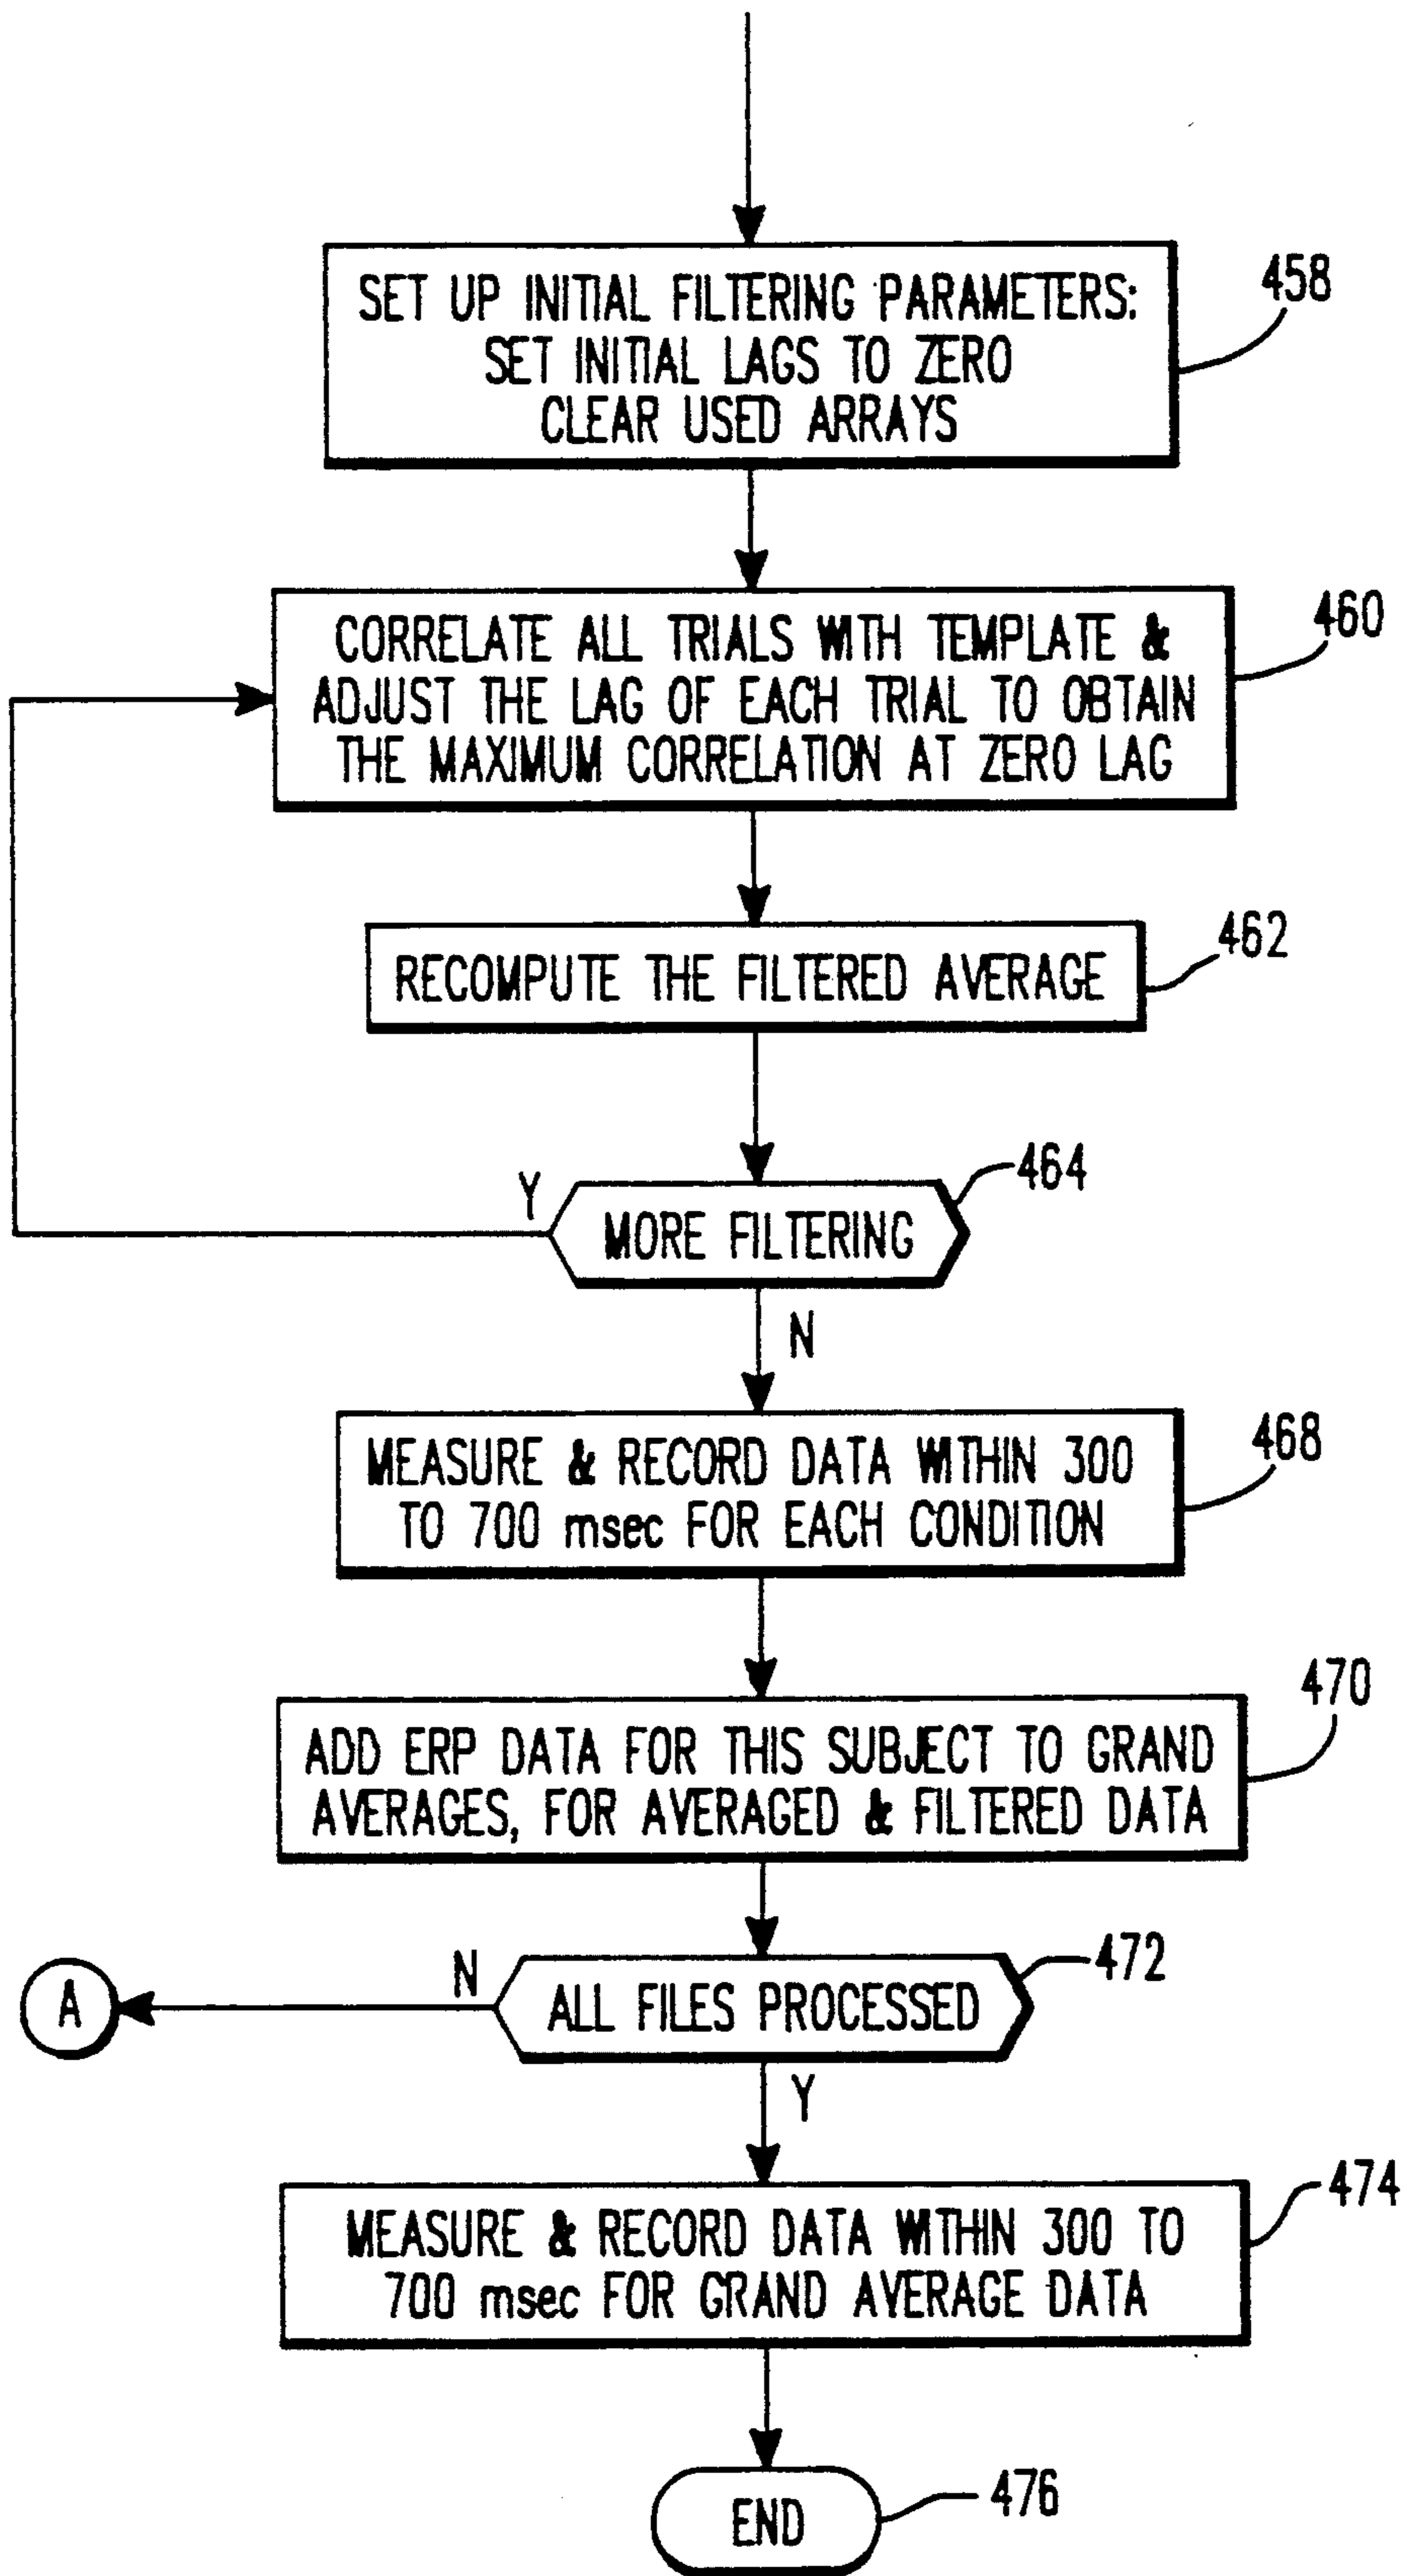 SET UP INITIAL FILTERING PARAMETERS:
SET INITIAL LAGS TO ZERO
CLEAR USED ARRAYS
458
CORRELATE ALL TRIALS WITH TEMPLATE &
ADJUST THE LAG OF EACH TRIAL TO OBTAIN
THE MAXIMUM CORRELATION AT ZERO LAG
460
RECOMPUTE THE FILTERED AVERAGE
462
Y
MORE FILTERING
464
N
MEASURE & RECORD DATA WITHIN 300
TO 700 msec FOR EACH CONDITION
468
ADD ERP DATA FOR THIS SUBJECT TO GRAND
AVERAGES, FOR AVERAGED & FILTERED DATA
470
A
N
ALL FILES PROCESSED
472
Y
MEASURE & RECORD DATA WITHIN 300 TO
700 msec FOR GRAND AVERAGE DATA
474
END
476